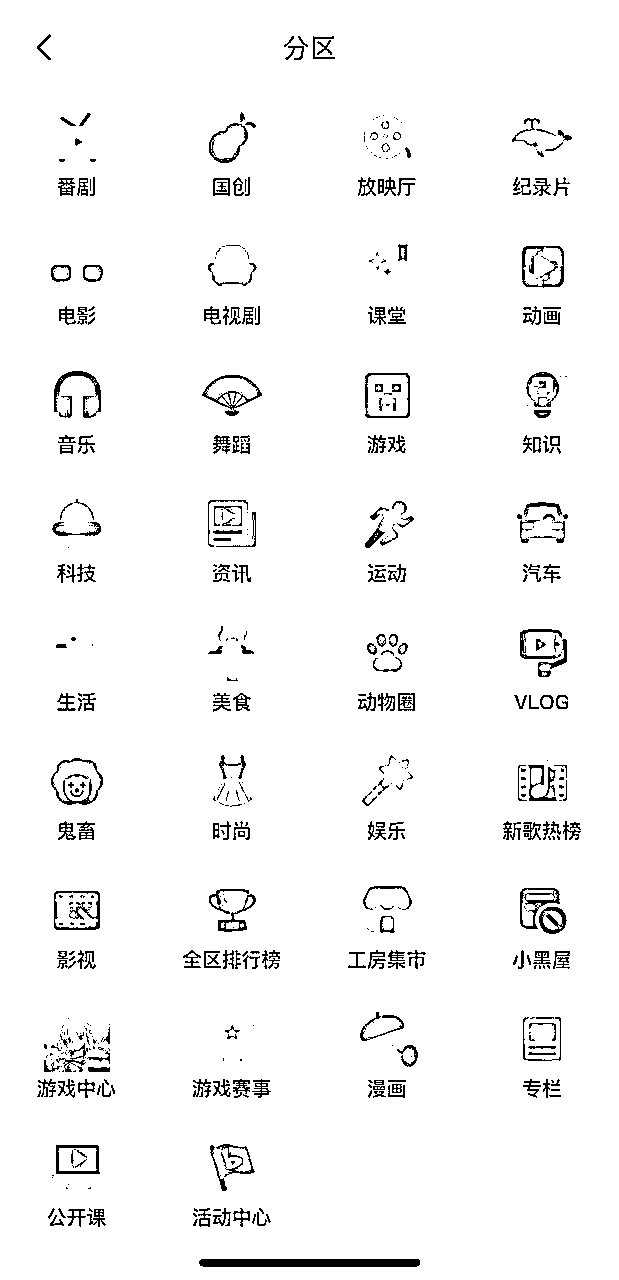 分区
番剧
国创
放映厅
纪录片
电影
电视剧
课堂
动画
音乐
舞蹈
游戏
知识
科技
资讯
运动
汽车
生活
美食
动物圈
VLOG
鬼畜
时尚
娱乐
新歌热榜
影视
全区排行榜
工房集市
小黑屋
游戏中心
游戏赛事
漫画
专栏
公开课
活动中心